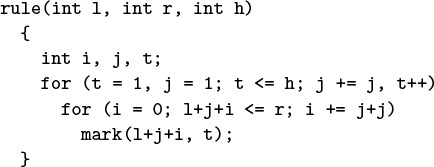 rule(int l, int r, int h)
{
int i, j, t;
for (t = 1, j = 1; t <= h; j += j, t++)
for (i = 0; l+j+i <= r; i += j+j)
mark(l+j+i, t);
}